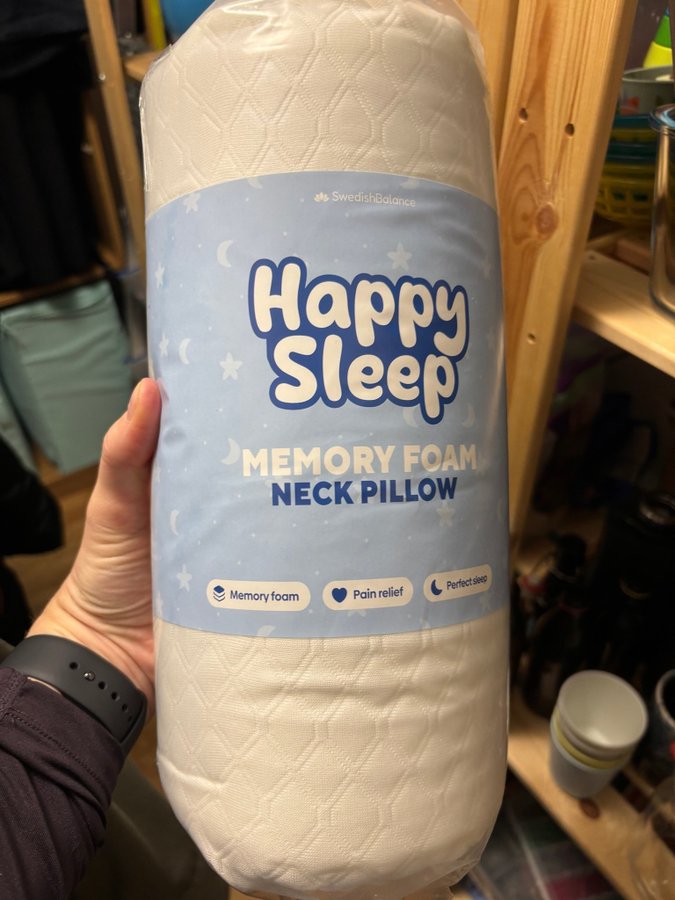 SwedishBalance
Happy
Sleep
MEMORY FOAM
NECK PILLOW
Memory foam
Pain relief
Perfect sleep